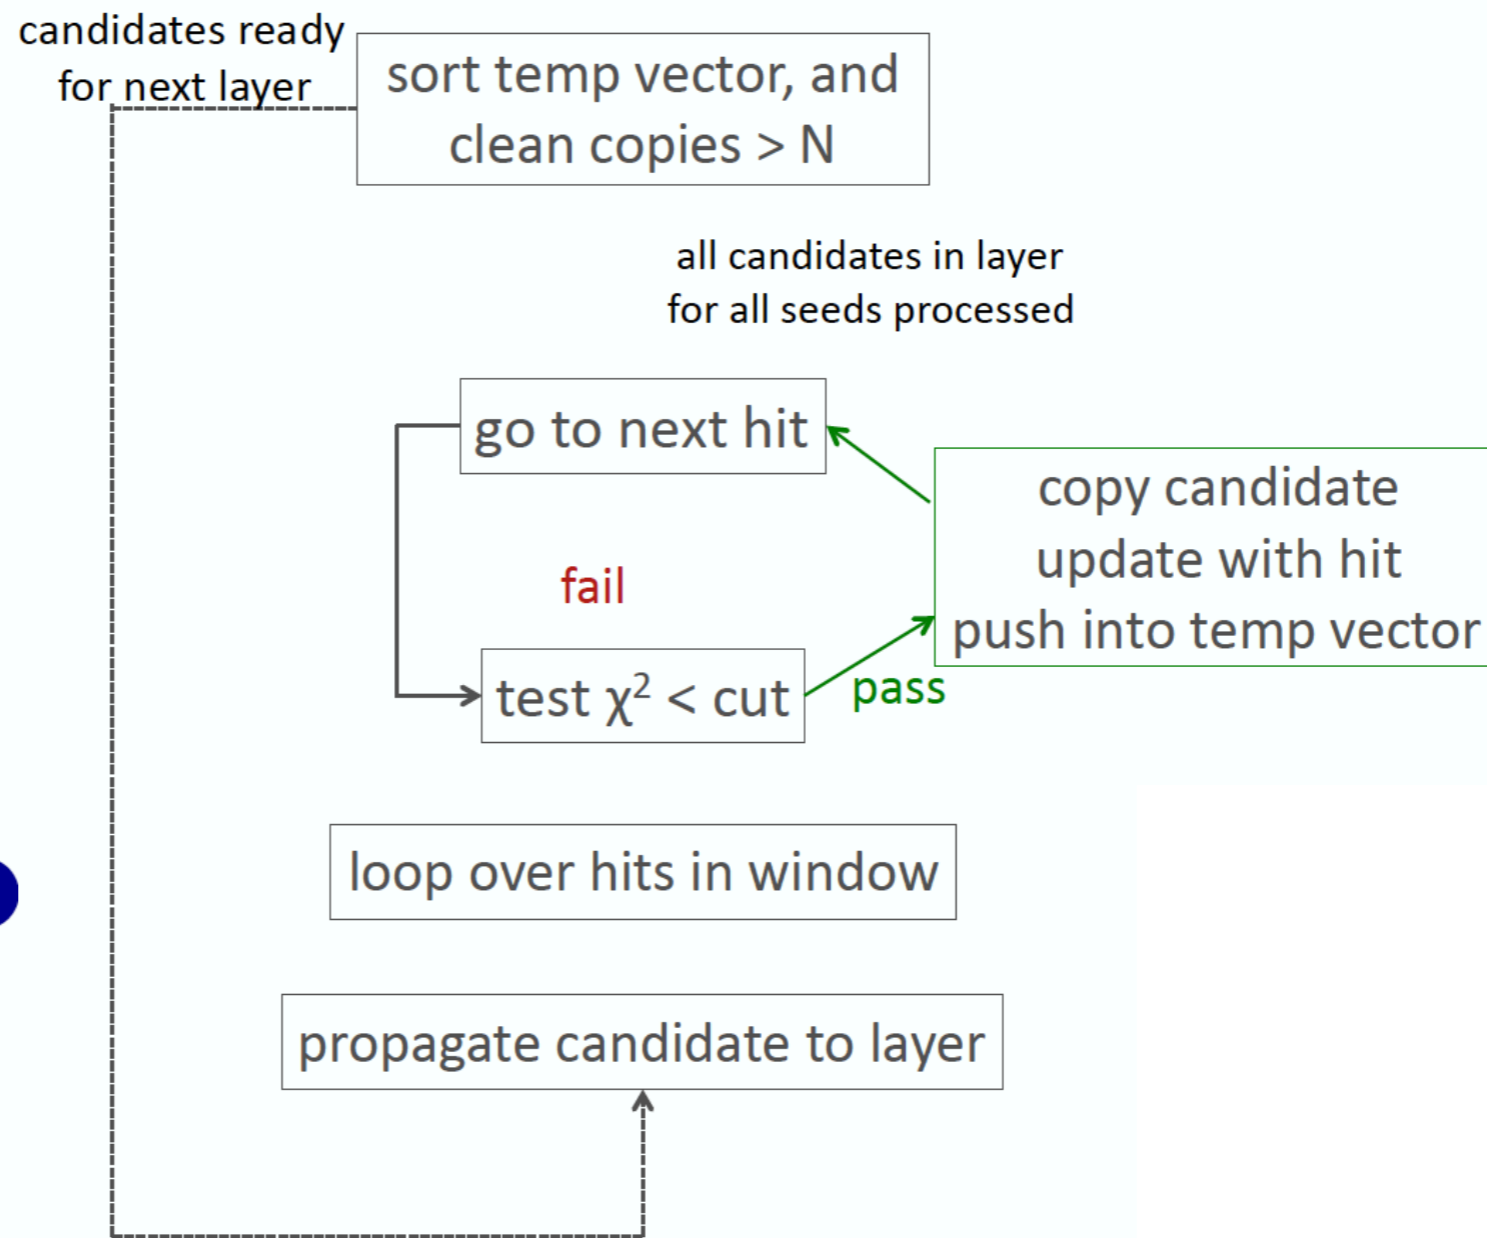 candidates ready
for next layer
sort temp vector, and
clean copies > N
all candidates in layer
for all seeds processed
go to next hit
copy candidate
update with hit
push into temp vector
fail
test χ² < cut
pass
loop over hits in window
propagate candidate to layer